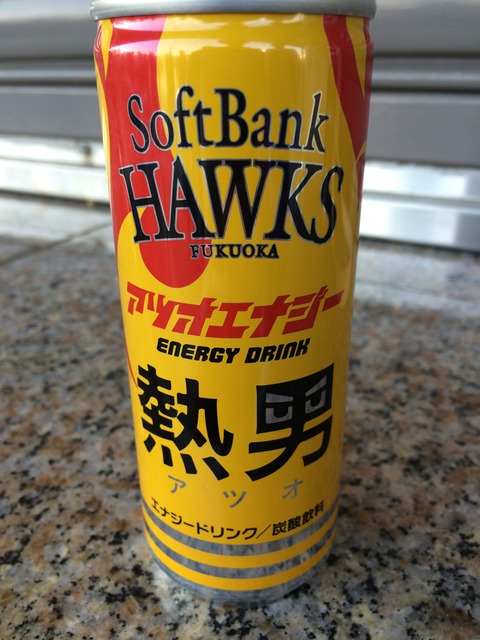 SoftBank
HAWKS
FUKUOKA
アツオエナジー
ENERGY DRINK
熱男
アツオ
エナジードリンク/炭酸飲料